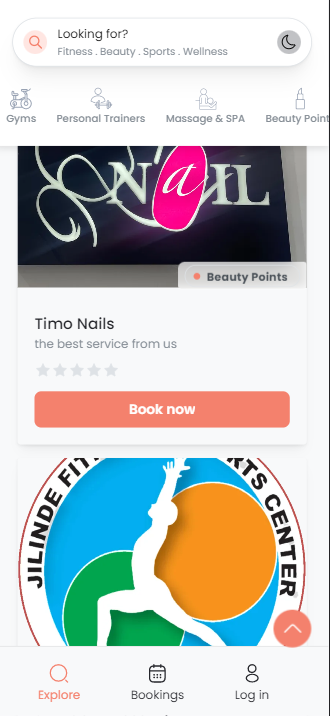 Looking for?
Fitness . Beauty . Sports . Wellness
Gyms
Personal Trainers
Massage & SPA
Beauty Point
NaIL
Beauty Points
Timo Nails
the best service from us
Book now
JILINDE FIT
RTS CENTER
Explore
Bookings
Log in